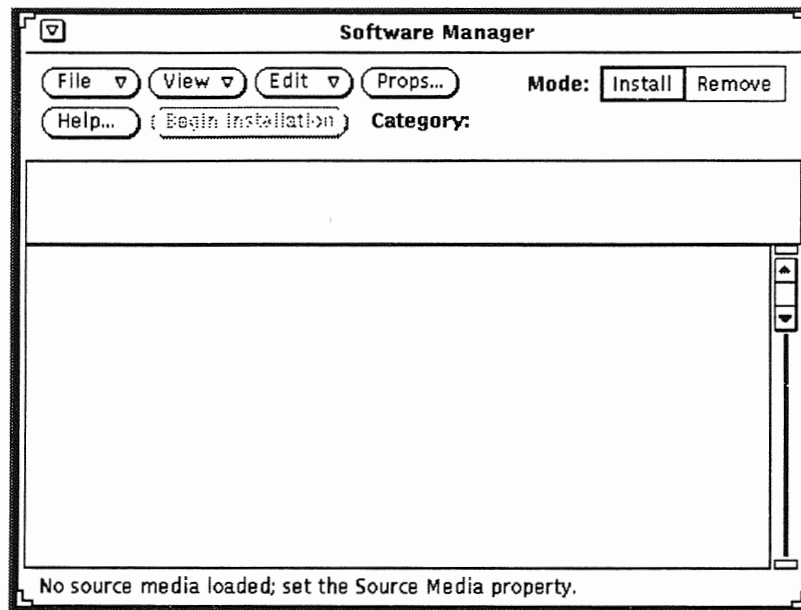 Software Manager
File View Edit Props... Mode: Install Remove
Help... Begin Installation Category:
No source media loaded; set the Source Media property.